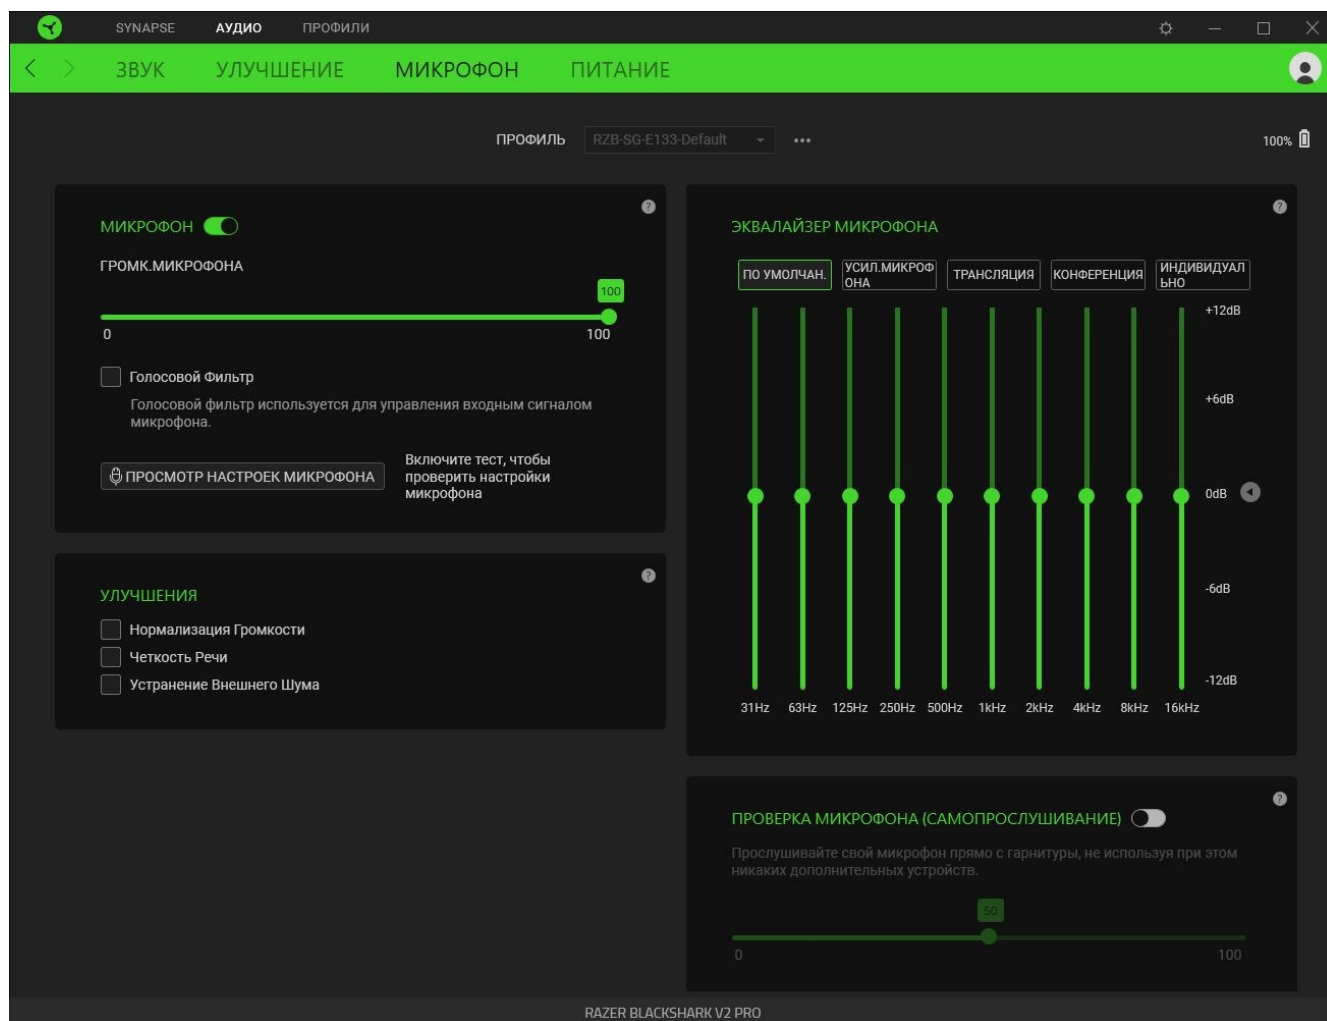 SYNAPSE АУДИО ПРОФИЛИ
ЗВУК УЛУЧШЕНИЕ МИКРОФОН ПИТАНИЕ
ПРОФИЛЬ RZB-SG-E133-Default
100%
МИКРОФОН
ГРОМК.МИКРОФОНА
100
0 100
Голосовой Фильтр
Голосовой фильтр используется для управления входным сигналом
микрофона.
ПРОСМОТР НАСТРОЕК МИКРОФОНА
Включите тест, чтобы
проверить настройки
микрофона
УЛУЧШЕНИЯ
Нормализация Громкости
Четкость Речи
Устранение Внешнего Шума
ЭКВАЛАЙЗЕР МИКРОФОНА
ПО УМОЛЧАН.
УСИЛ.МИКРОФ
ОНА
ТРАНСЛЯЦИЯ
КОНФЕРЕНЦИЯ
ИНДИВИДУАЛ
ЬНО
+12dB
+6dB
0dB
-6dB
-12dB
31Hz 63Hz 125Hz 250Hz 500Hz 1kHz 2kHz 4kHz 8kHz 16kHz
ПРОВЕРКА МИКРОФОНА (САМОПРОСЛУШИВАНИЕ)
Прослушивайте свой микрофон прямо с гарнитуры, не используя при этом
никаких дополнительных устройств.
50
0 100
RAZER BLACKSHARK V2 PRO